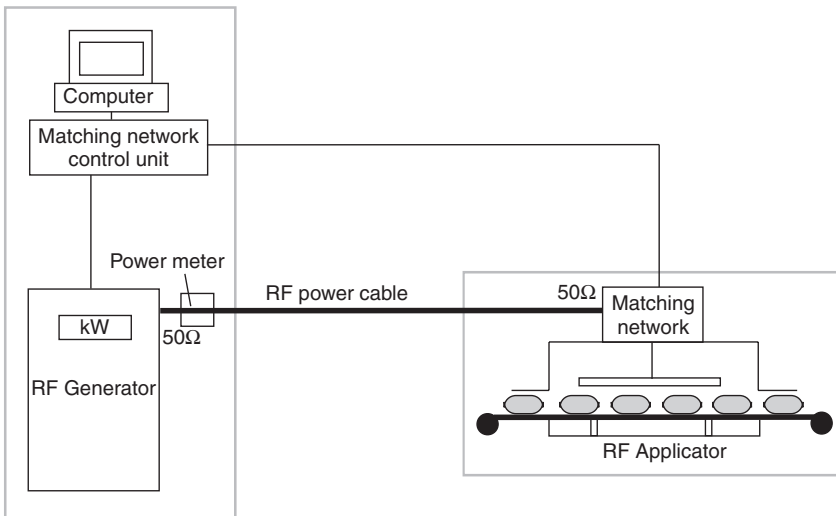 Computer
Matching network
control unit
Power meter
RF power cable
50Ω
50Ω
Matching
network
kW
RF Generator
RF Applicator